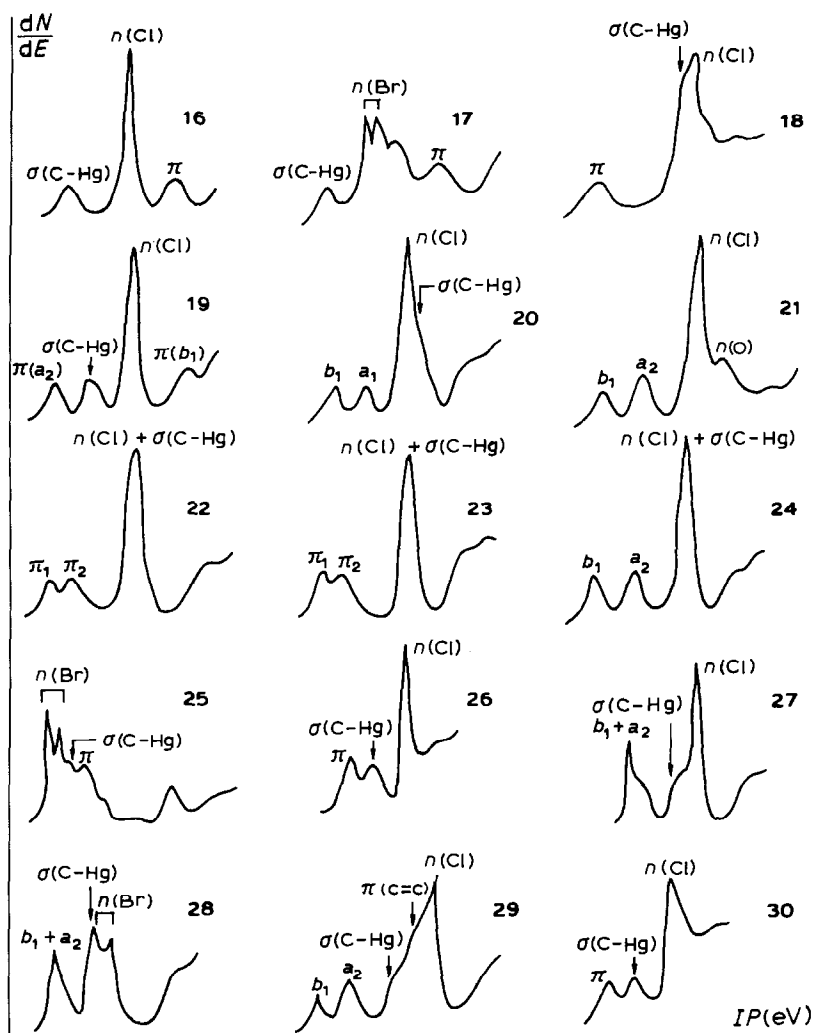 dN
dE
n(Cl)
16
σ(C-Hg)
π
n(Br)
17
σ(C-Hg)
π
σ(C-Hg)
n(Cl)
18
π
n(Cl)
19
σ(C-Hg)
π(a₂)
π(b₁)
n(Cl)
σ(C-Hg)
20
b₁
a₁
n(Cl)
21
n(O)
a₂
b₁
n(Cl) + σ(C-Hg)
22
π₁
π₂
n(Cl) + σ(C-Hg)
23
π₁
π₂
n(Cl) + σ(C-Hg)
24
b₁
a₂
n(Br)
25
σ(C-Hg)
π
n(Cl)
26
σ(C-Hg)
π
n(Cl)
27
σ(C-Hg)
b₁ + a₂
σ(C-Hg)
n(Br)
28
b₁ + a₂
n(Cl)
π(C=C)
29
σ(C-Hg)
a₂
b₁
n(Cl)
30
σ(C-Hg)
π
IP(eV)